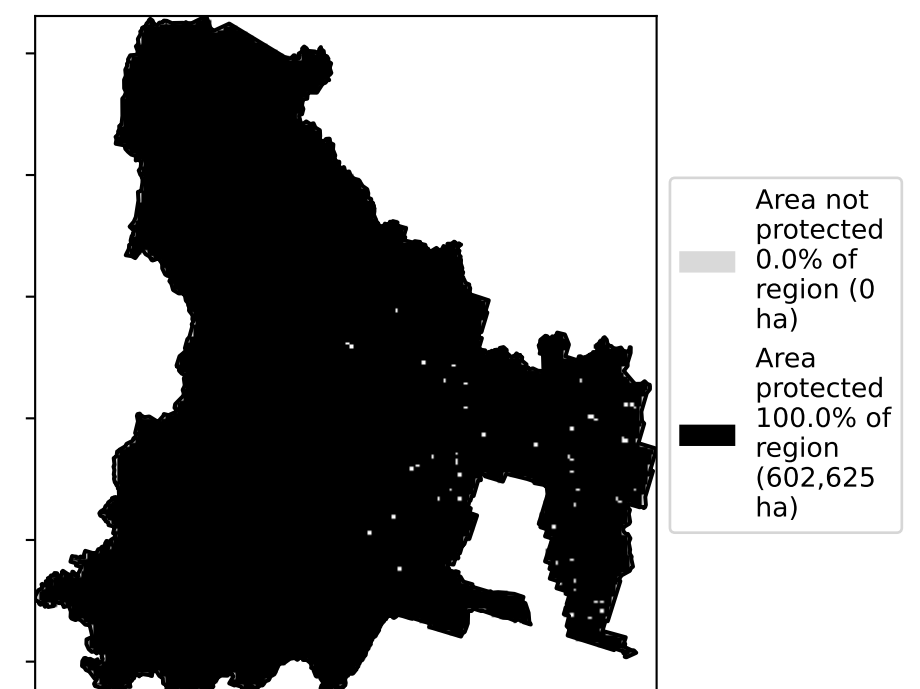 Area not
protected
0.0% of
region (0
ha)
Area
protected
100.0% of
region
(602,625
ha)